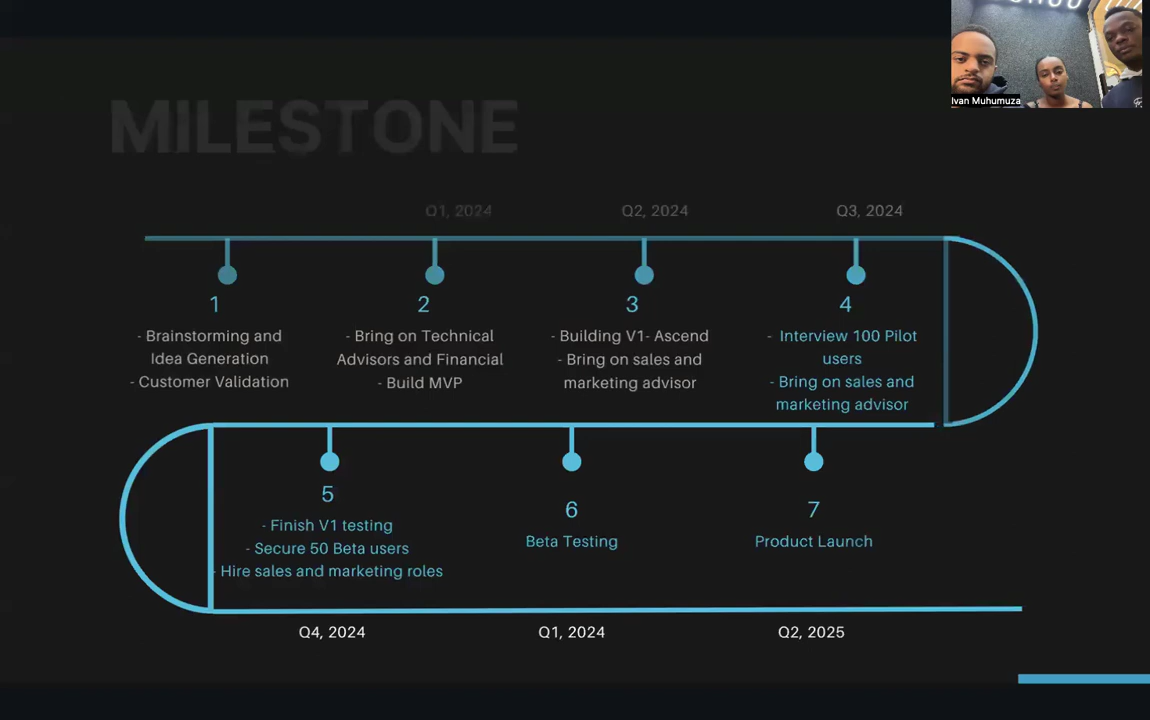 Ivan Muhumuza
MILESTONE
Q1, 2024
Q2, 2024
Q3, 2024
1
- Brainstorming and
Idea Generation
- Customer Validation
2
- Bring on Technical
Advisors and Financial
- Build MVP
3
- Building V1- Ascend
- Bring on sales and
marketing advisor
4
- Interview 100 Pilot
users
- Bring on sales and
marketing advisor
5
- Finish V1 testing
- Secure 50 Beta users
- Hire sales and marketing roles
6
Beta Testing
7
Product Launch
Q4, 2024
Q1, 2024
Q2, 2025